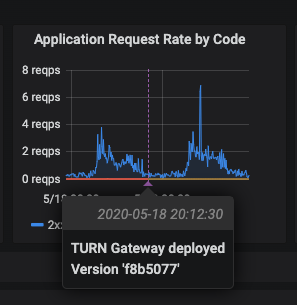 Application Request Rate by Code
8 reqps
6 reqps
4 reqps
2 reqps
0 reqps
2020-05-18 20:12:30
TURN Gateway deployed
Version 'f8b5077'